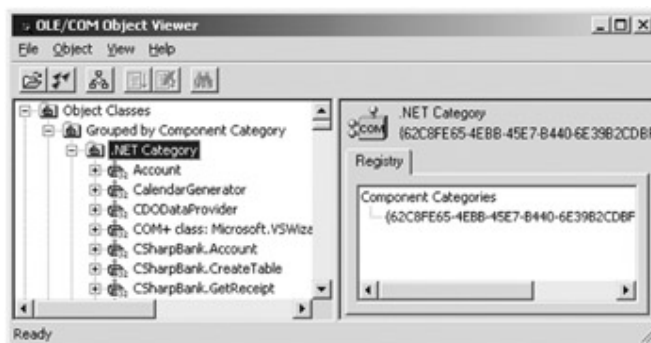 OLE/COM Object Viewer
File Object View Help
Object Classes
Grouped by Component Category
.NET Category
Account
CalendarGenerator
CDODataProvider
COM+ class: Microsoft.VSWiza
CSharpBank.Account
CSharpBank.CreateTable
CSharpBank.GetReceipt
COM
.NET Category
{62C8FE65-4EBB-45E7-B440-6E39B2CDBF
Registry
Component Categories
{62C8FE65-4EBB-45E7-B440-6E39B2CDBF
Ready